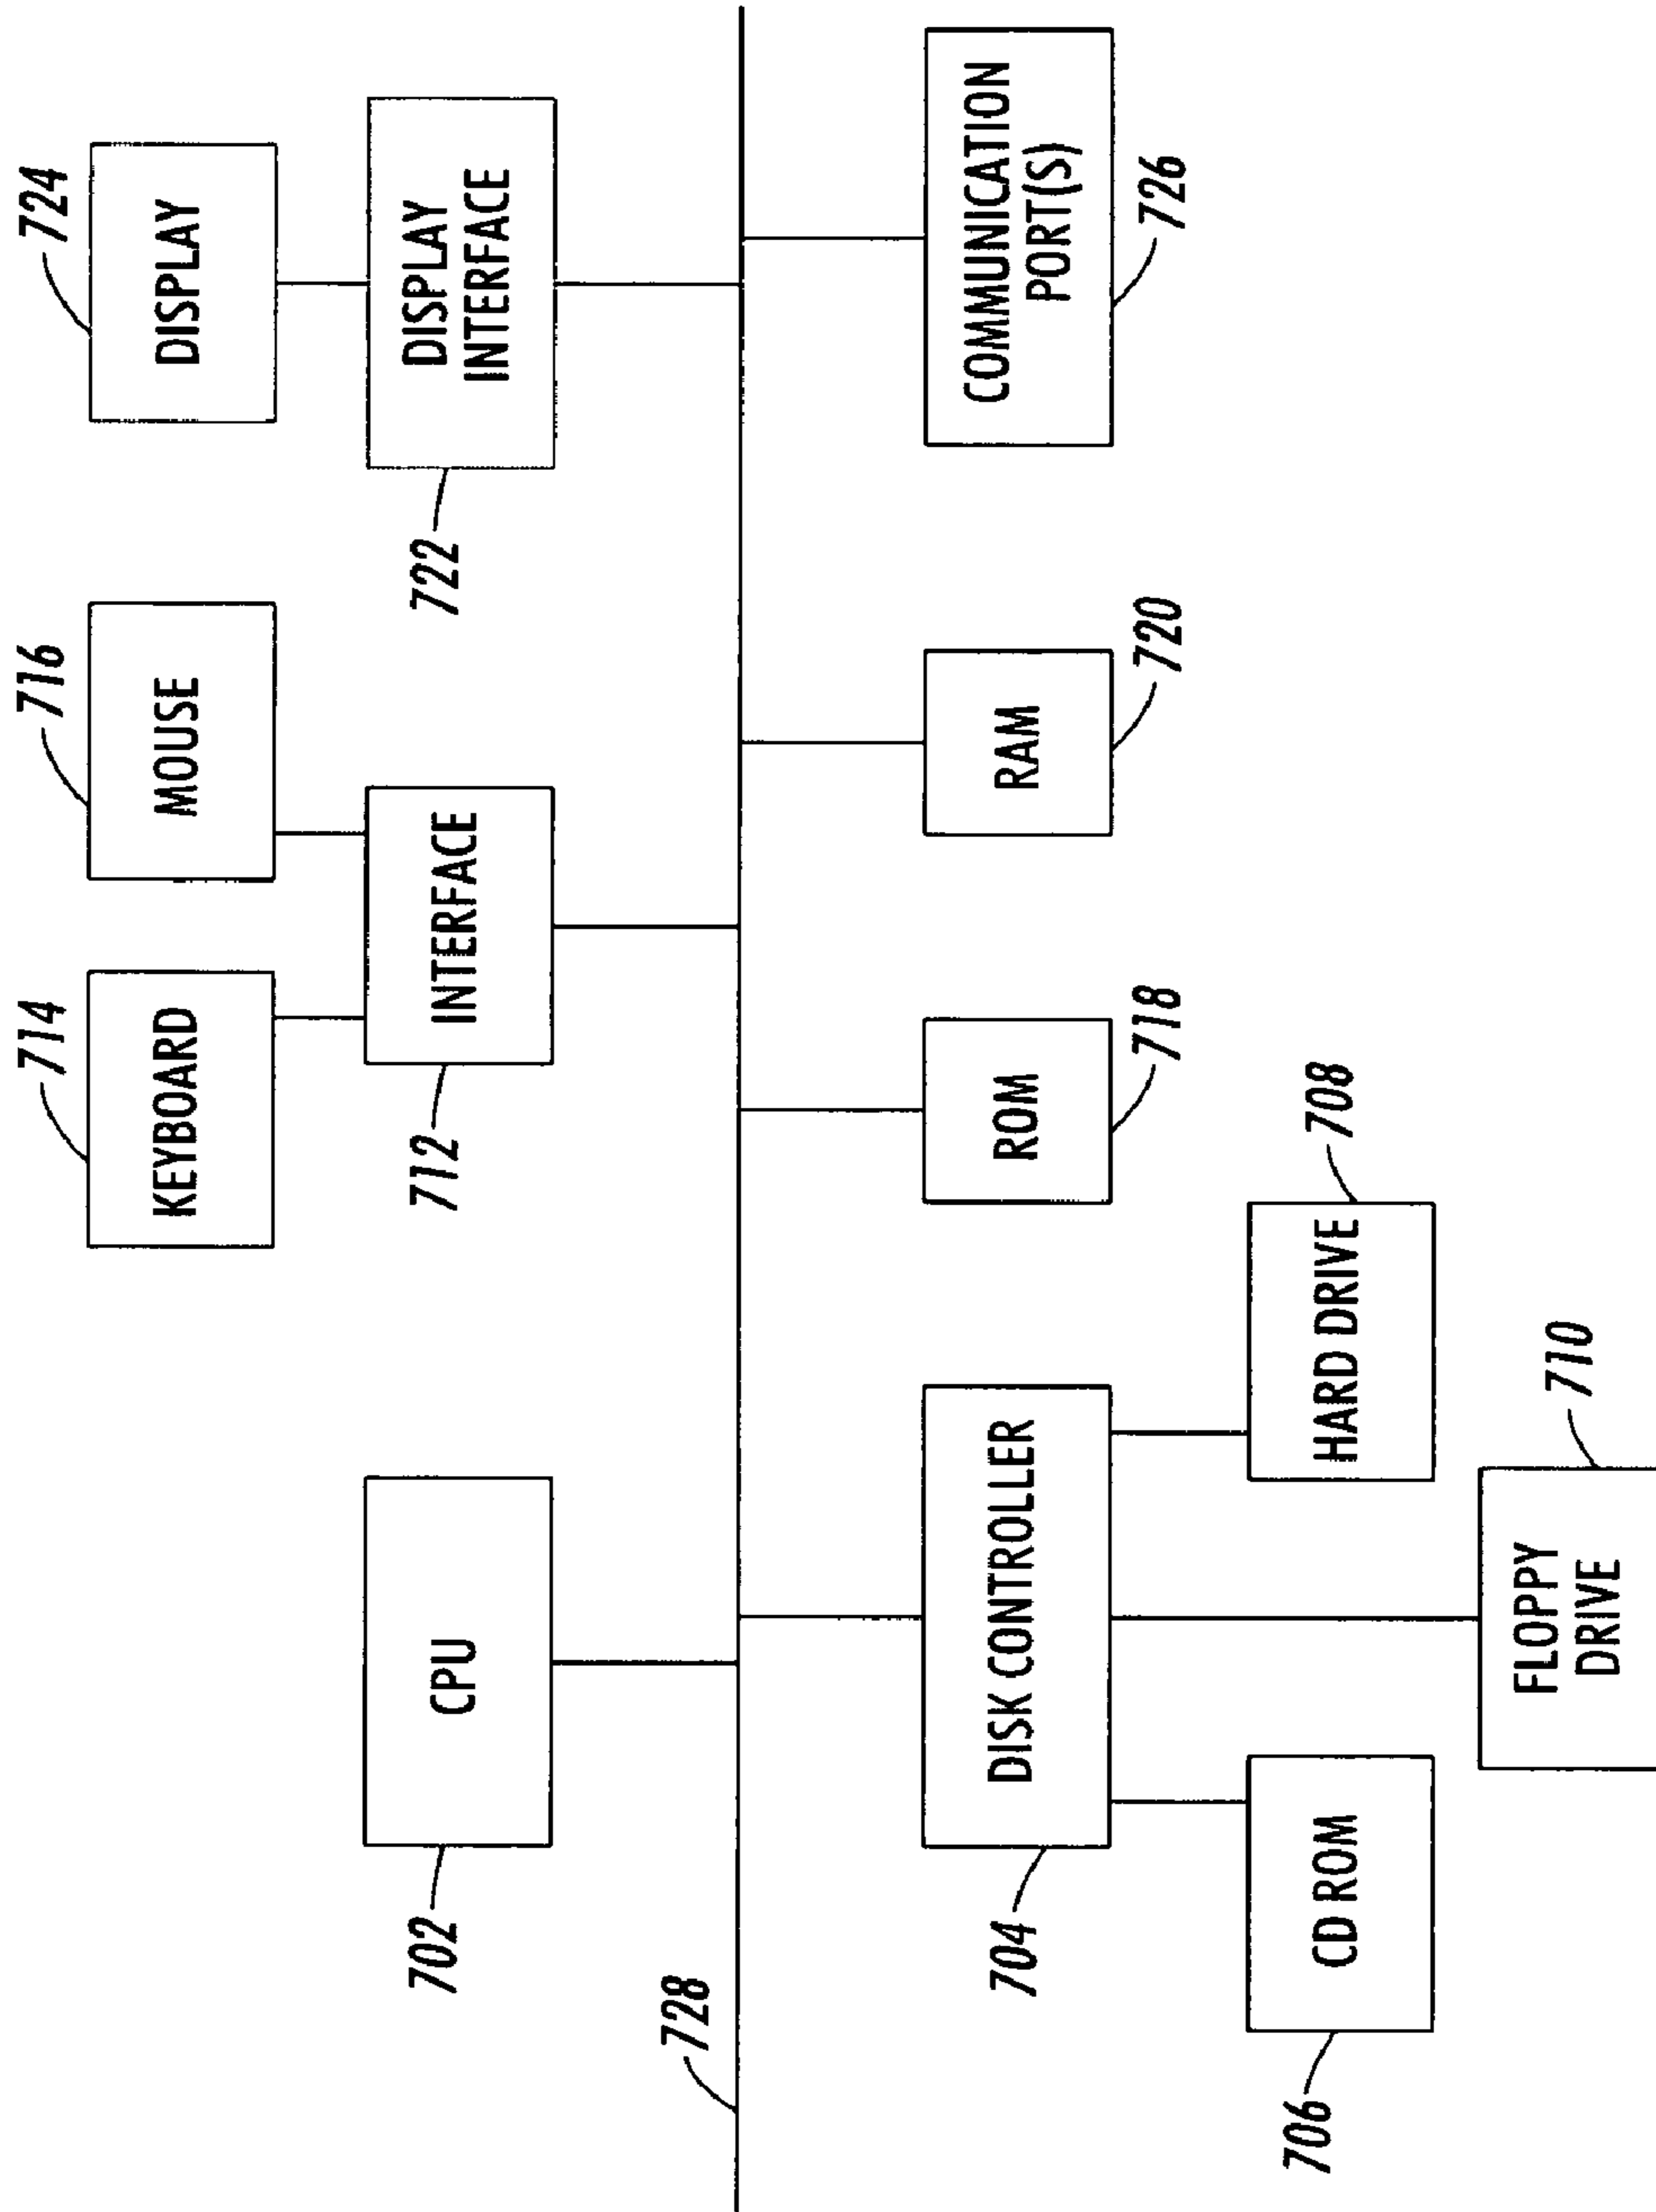 724
DISPLAY
DISPLAY
INTERFACE
722
716
MOUSE
714
KEYBOARD
INTERFACE
712
CPU
702
728
COMMUNICATION
PORT(S)
726
RAM
720
ROM
718
DISK CONTROLLER
704
HARD DRIVE
708
FLOPPY
DRIVE
710
CD ROM
706